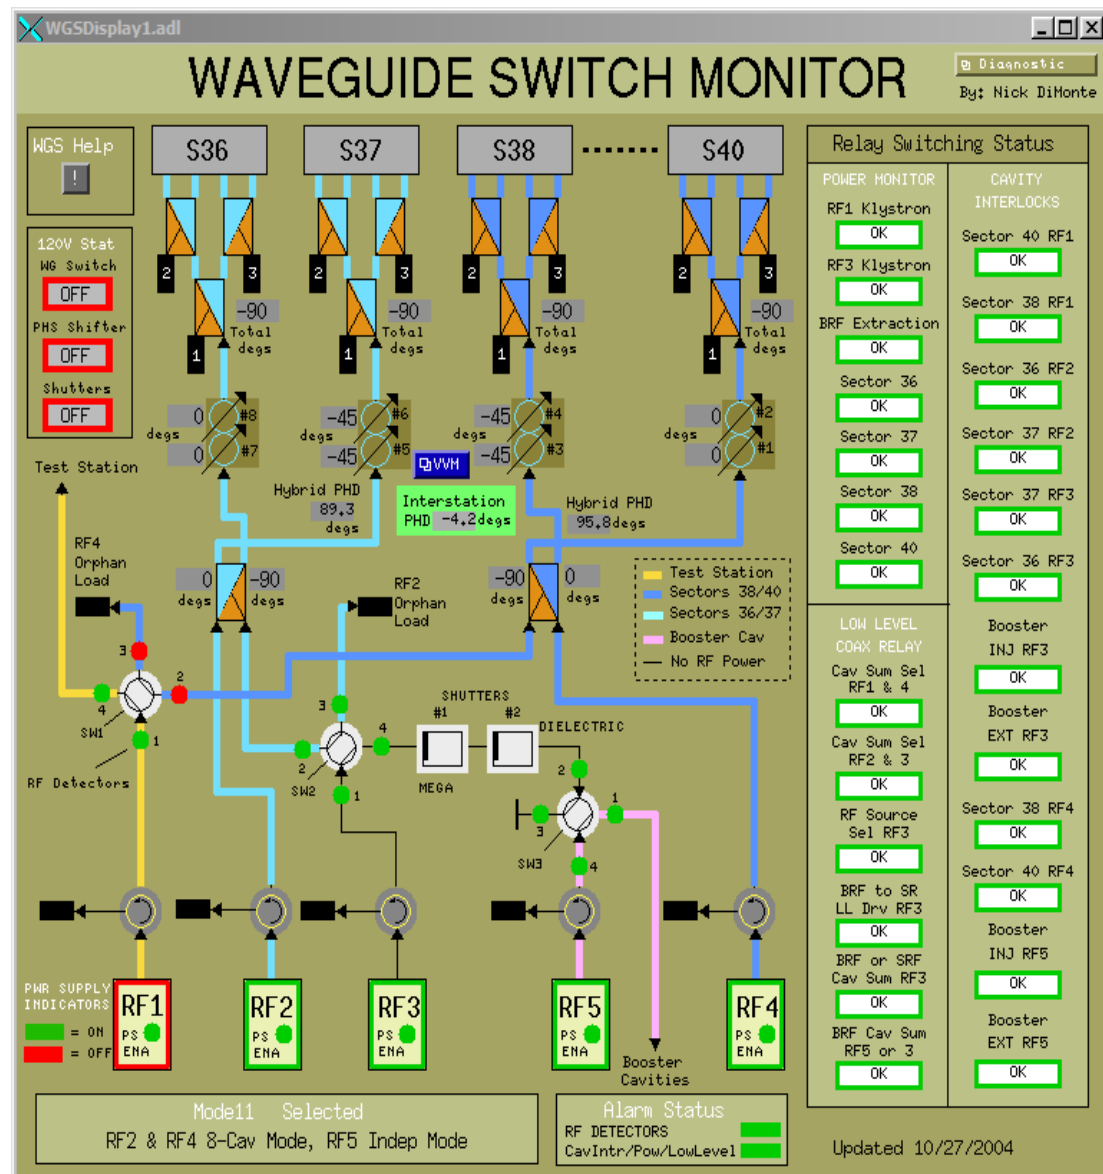 WGSDisplay1.adl
WAVEGUIDE SWITCH MONITOR
Diagnostic
By: Nick DiMonte
WGS Help
!
120V Stat
WG Switch
OFF
PHS Shifter
OFF
Shutters
OFF
S36
S37
S38
S40
2
3
2
3
2
3
2
3
-90
Total
degs
-90
Total
degs
-90
Total
degs
-90
Total
degs
1
1
1
1
0
#8
degs
0
#7
-45
#6
degs
-45
#5
-45
#4
degs
-45
#3
0
#2
degs
0
#1
VVM
Test Station
Hybrid PHD
89.3
degs
Interstation
PHD -4.2degs
Hybrid PHD
95.8degs
RF4
Orphan
Load
0
degs
-90
degs
RF2
Orphan
Load
-90
degs
0
degs
Test Station
Sectors 38/40
Sectors 36/37
Booster Cav
No RF Power
3
2
4
SW1
1
RF Detectors
3
4
2
SW2
1
SHUTTERS
#1
#2
MEGA
DIELECTRIC
2
1
3
SW3
4
PWR SUPPLY
INDICATORS
= ON
= OFF
RF1
PS
ENA
RF2
PS
ENA
RF3
PS
ENA
RF5
PS
ENA
RF4
PS
ENA
Booster
Cavities
Mode11 Selected
RF2 & RF4 8-Cav Mode, RF5 Indep Mode
Alarm Status
RF DETECTORS
CavIntr/Pow/LowLevel
Relay Switching Status
POWER MONITOR
RF1 Klystron
OK
RF3 Klystron
OK
BRF Extraction
OK
Sector 36
OK
Sector 37
OK
Sector 38
OK
Sector 40
OK
LOW LEVEL
COAX RELAY
Cav Sum Sel
RF1 & 4
OK
Cav Sum Sel
RF2 & 3
OK
RF Source
Sel RF3
OK
BRF to SR
LL Drv RF3
OK
BRF or SRF
Cav Sum RF3
OK
BRF Cav Sum
RF5 or 3
OK
CAVITY
INTERLOCKS
Sector 40 RF1
OK
Sector 38 RF1
OK
Sector 36 RF2
OK
Sector 37 RF2
OK
Sector 37 RF3
OK
Sector 36 RF3
OK
Booster
INJ RF3
OK
Booster
EXT RF3
OK
Sector 38 RF4
OK
Sector 40 RF4
OK
Booster
INJ RF5
OK
Booster
EXT RF5
OK
Updated 10/27/2004